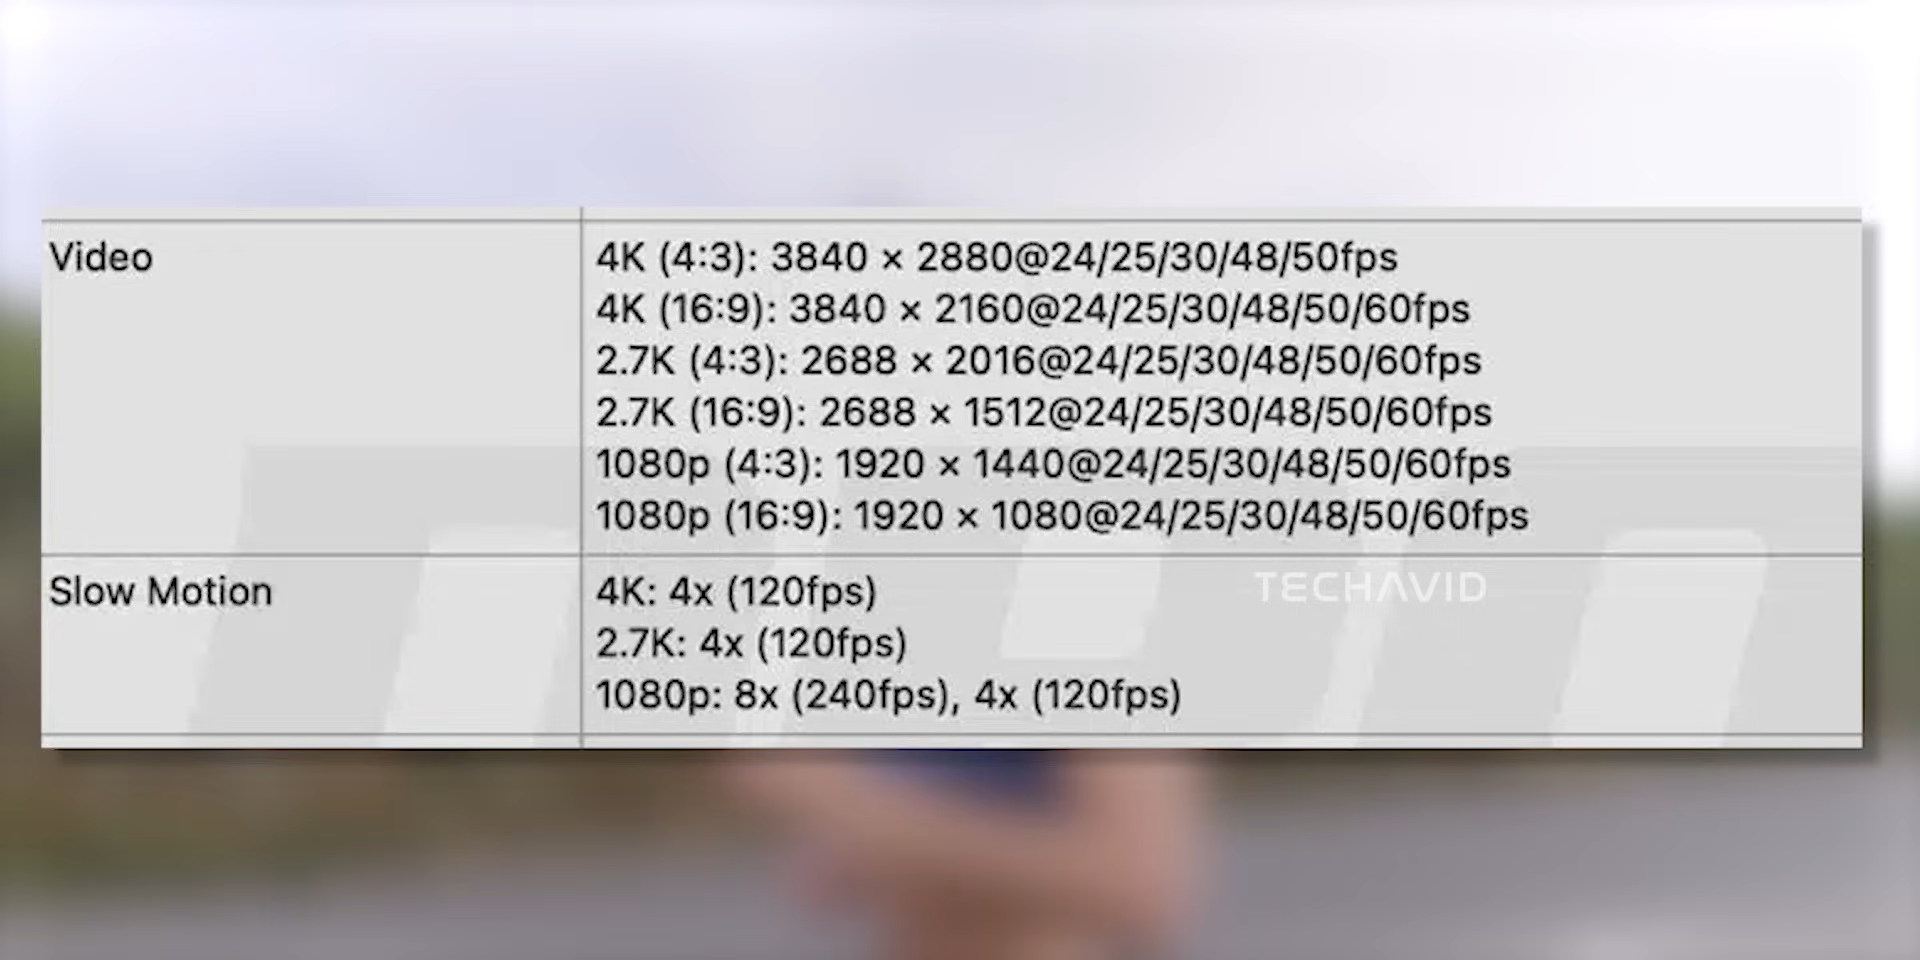 Video
4K (4:3): 3840 × 2880@24/25/30/48/50fps
4K (16:9): 3840 × 2160@24/25/30/48/50/60fps
2.7K (4:3): 2688 × 2016@24/25/30/48/50/60fps
2.7K (16:9): 2688 × 1512@24/25/30/48/50/60fps
1080p (4:3): 1920 × 1440@24/25/30/48/50/60fps
1080p (16:9): 1920 × 1080@24/25/30/48/50/60fps
Slow Motion
4K: 4x (120fps)
2.7K: 4x (120fps)
1080p: 8x (240fps), 4x (120fps)
TECHAVID